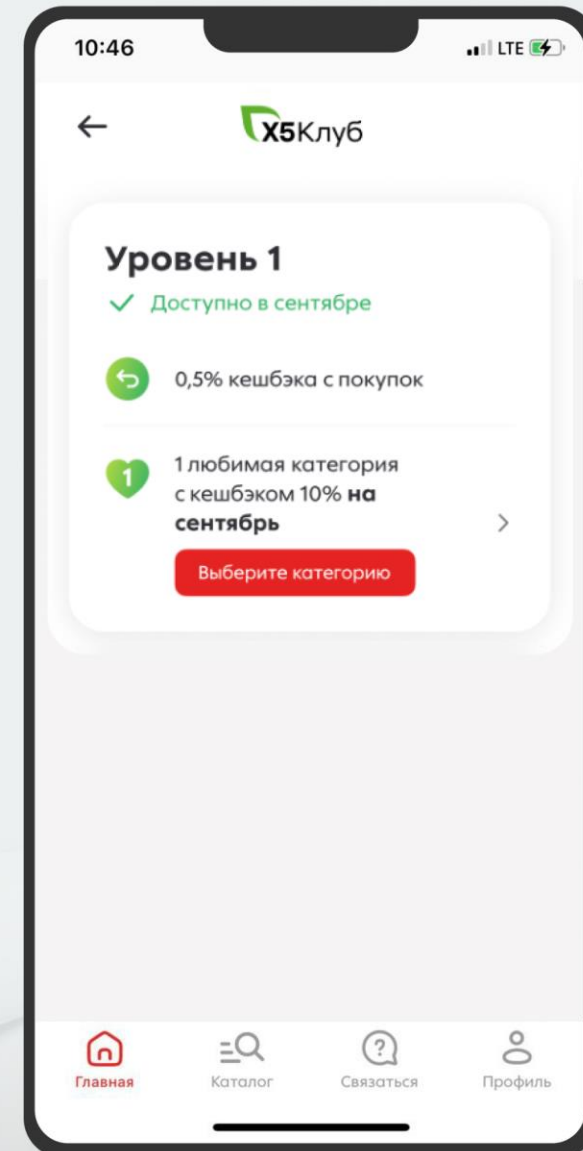 10:46
LTE
X5Клуб
Уровень 1
Доступно в сентябре
0,5% кешбэка с покупок
1
1 любимая категория
с кешбэком 10% на
сентябрь
Выберите категорию
Главная
Каталог
Связаться
Профиль